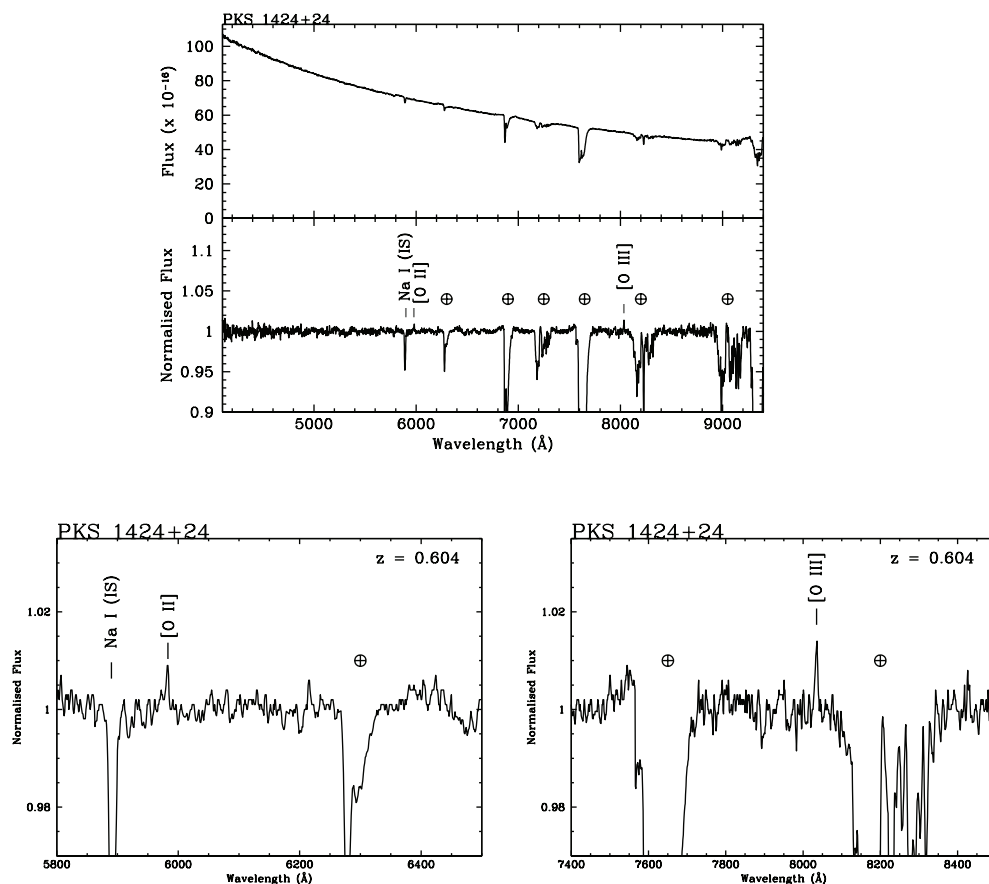 PKS 1424+24
Flux (x 10⁻¹⁶)
100
80
60
40
20
0
Normalised Flux
1.1
1.05
1
0.95
0.9
Na I (IS)
[O II]
⊕ ⊕ ⊕ ⊕
[O III]
⊕ ⊕
5000 6000 7000 8000 9000
Wavelength (Å)
PKS 1424+24
z = 0.604
Na I (IS)
[O II]
⊕
Normalised Flux
1.02
1
0.98
5800 6000 6200 6400
Wavelength (Å)
PKS 1424+24
z = 0.604
[O III]
⊕ ⊕
Normalised Flux
1.02
1
0.98
7400 7600 7800 8000 8200 8400
Wavelength (Å)